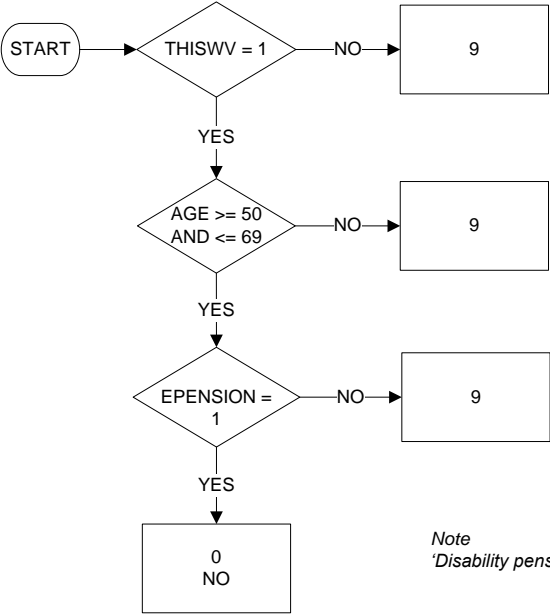 START
THISWV = 1
NO
9
YES
AGE >= 50
AND <= 69
NO
9
YES
EPENSION =
1
NO
9
YES
0
NO
Note
‘Disability